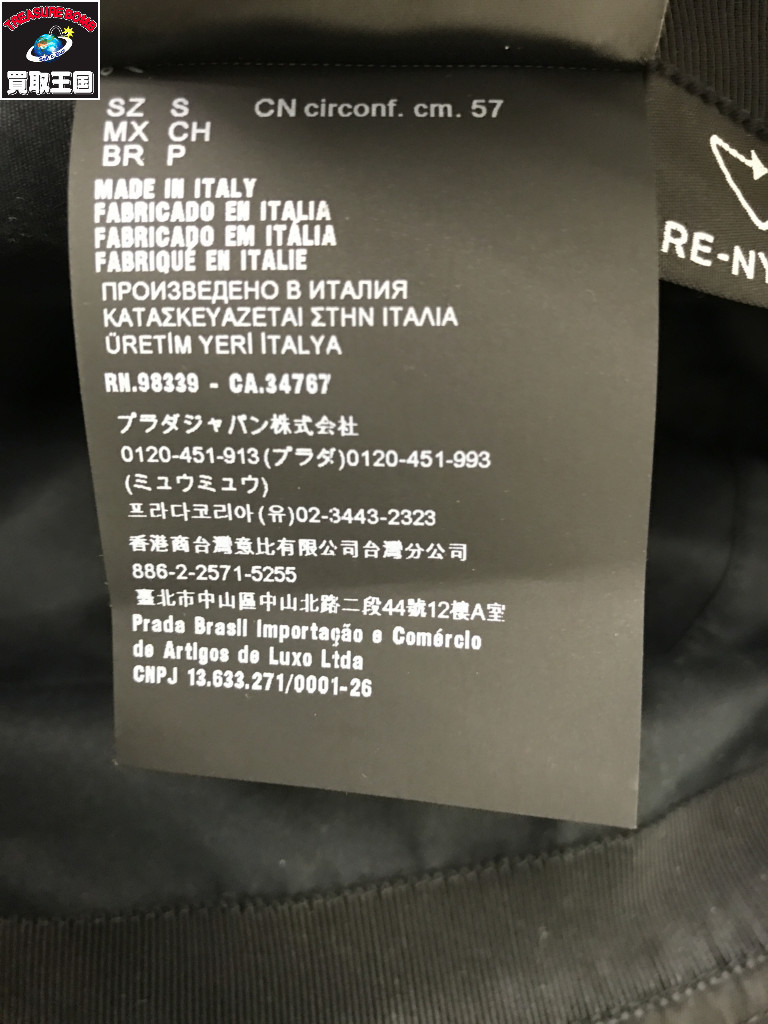 TREASURE BOMB
買取王国
SZ S CN circonf. cm. 57
MX CH
BR P
MADE IN ITALY
FABRICADO EN ITALIA
FABRICADO EM ITÁLIA
FABRIQUÉ EN ITALIE
ПРОИЗВЕДЕНО В ИТАЛИЯ
ΚΑΤΑΣΚΕΥΑΖΕΤΑΙ ΣΤΗΝ ΙΤΑΛΙΑ
ÜRETİM YERİ İTALYA
RN.98339 - CA.34767
プラダジャパン株式会社
0120-451-913(プラダ)0120-451-993
(ミュウミュウ)
프라다코리아(유)02-3443-2323
香港商台灣意比有限公司台灣分公司
886-2-2571-5255
臺北市中山區中山北路二段44號12樓A室
Prada Brasil Importação e Comércio
de Artigos de Luxo Ltda
CNPJ 13.633.271/0001-26
RE-NY